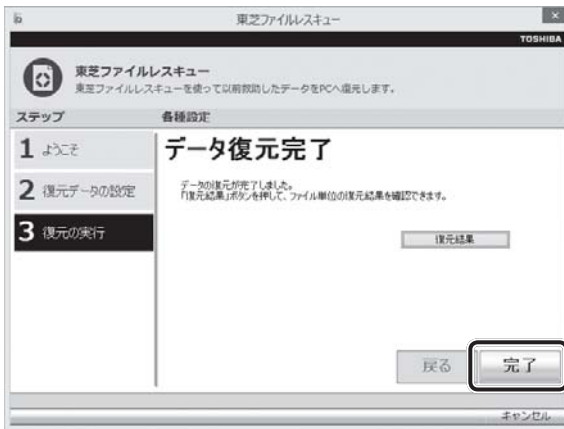 東芝ファイルレスキュー
TOSHIBA
東芝ファイルレスキュー
東芝ファイルレスキューを使って以前救助したデータをPCへ復元します。
ステップ
各種設定
1 ようこそ
2 復元データの設定
3 復元の実行
データ復元完了
データの復元が完了しました。
「復元結果」ボタンを押して、ファイル単位の復元結果を確認できます。
復元結果
戻る
完了
キャンセル